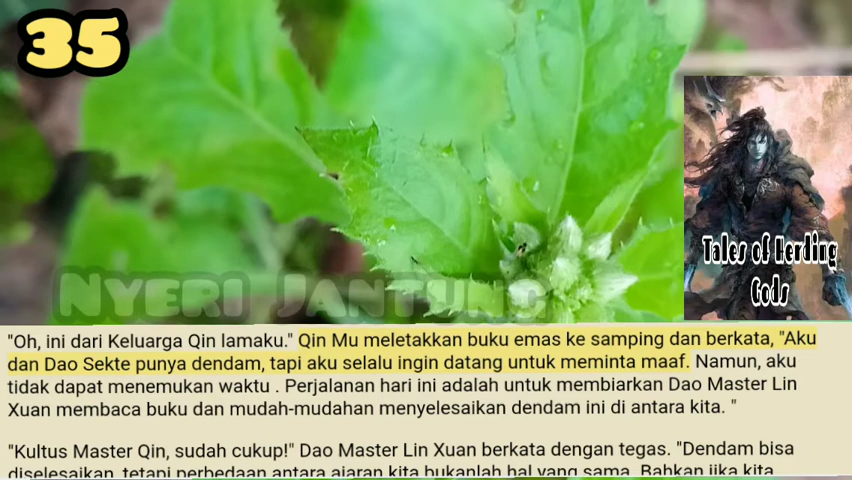 35
Tales of Herding
Gods
NYERI JANTUNG
"Oh, ini dari Keluarga Qin lamaku." Qin Mu meletakkan buku emas ke samping dan berkata, "Aku
dan Dao Sekte punya dendam, tapi aku selalu ingin datang untuk meminta maaf. Namun, aku
tidak dapat menemukan waktu . Perjalanan hari ini adalah untuk membiarkan Dao Master Lin
Xuan membaca buku dan mudah-mudahan menyelesaikan dendam ini di antara kita. "
"Kultus Master Qin, sudah cukup!" Dao Master Lin Xuan berkata dengan tegas. "Dendam bisa
diselesaikan, tetapi perbedaan antara ajaran kita bukanlah hal yang sama. Bahkan jika kita